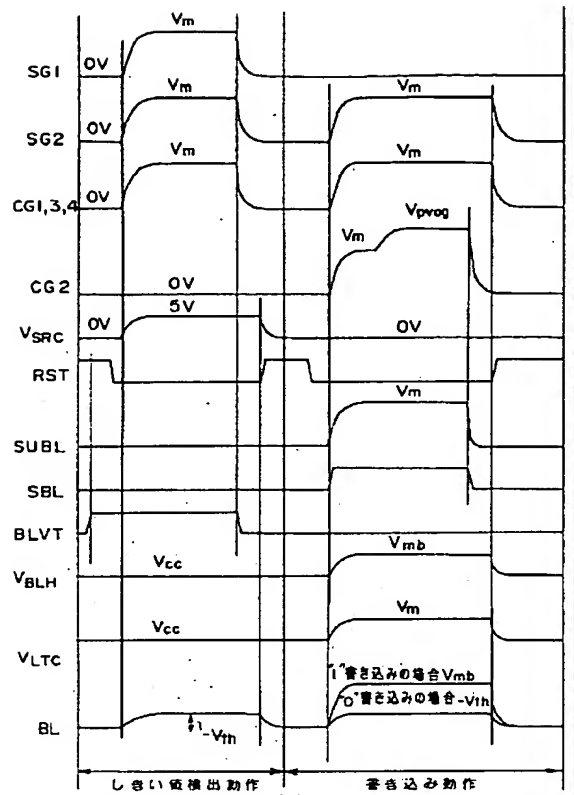 Vm
SG1 0V
Vm Vm
SG2 0V
Vm Vm
CG1,3,4 0V
Vm Vpvog
CG2 0V
VSRC 0V 5V 0V
RST
SUBL Vm
SBL
BLVT
VBLH Vcc Vmb
VLTC Vcc Vm
"1"書き込みの場合Vmb
"0"書き込みの場合-Vth
BL -Vth
しきい値検出動作 書き込み動作